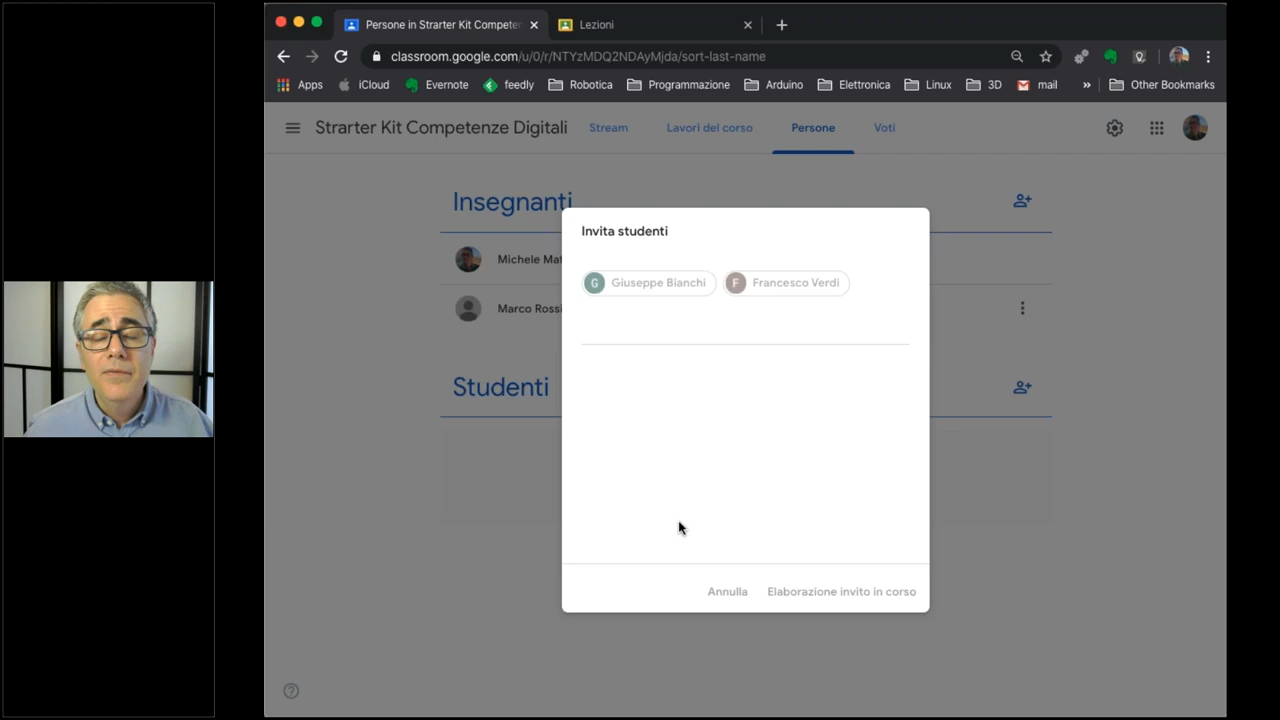 Persone in Strarter Kit Competen
Lezioni
classroom.google.com/u/0/r/NTYzMDQ2NDAyMjda/sort-last-name
Apps iCloud Evernote feedly Robotica Programmazione Arduino Elettronica Linux 3D mail » Other Bookmarks
Strarter Kit Competenze Digitali Stream Lavori del corso Persone Voti
Insegnanti
Invita studenti
Michele Mat
G Giuseppe Bianchi F Francesco Verdi
Marco Rossi
Studenti
Annulla Elaborazione invito in corso